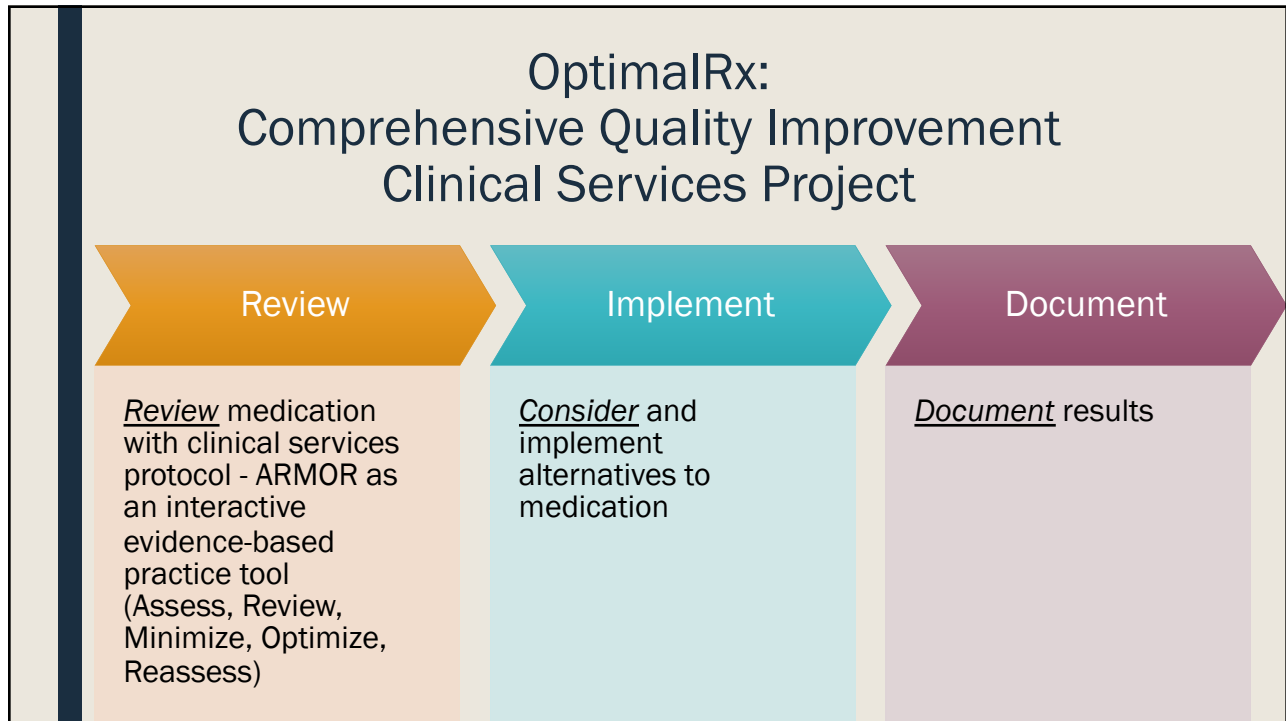 OptimalRx:
Comprehensive Quality Improvement
Clinical Services Project
Review
Implement
Document
Review medication
with clinical services
protocol - ARMOR as
an interactive
evidence-based
practice tool
(Assess, Review,
Minimize, Optimize,
Reassess)
Consider and
implement
alternatives to
medication
Document results